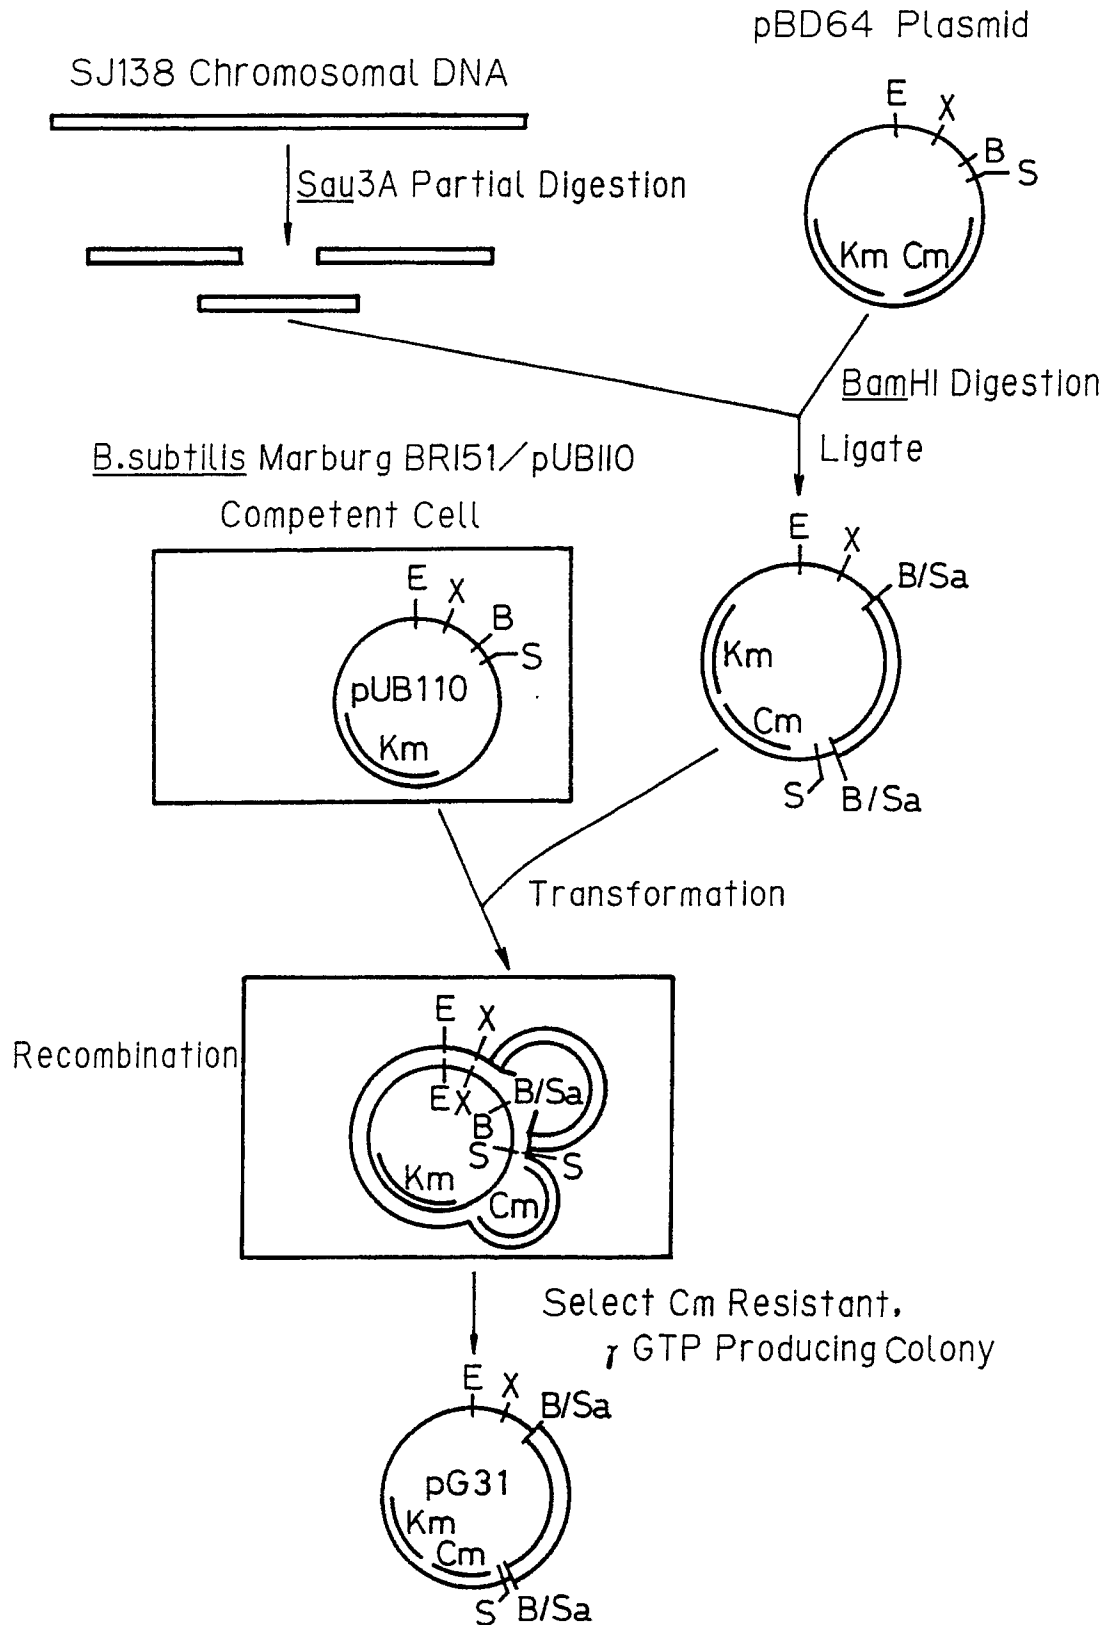 pBD64 Plasmid
SJ138 Chromosomal DNA
E
X
B
S
Sau3A Partial Digestion
Km Cm
BamHI Digestion
Ligate
B.subtilis Marburg BR151/pUB110
Competent Cell
E
X
B/Sa
Km
Cm
S
B/Sa
E
X
B
S
pUB110
Km
Transformation
Recombination
E
X
E
X
B/Sa
B
S
S
Km
Cm
Select Cm Resistant,
γ GTP Producing Colony
E
X
B/Sa
pG31
Km
Cm
S
B/Sa